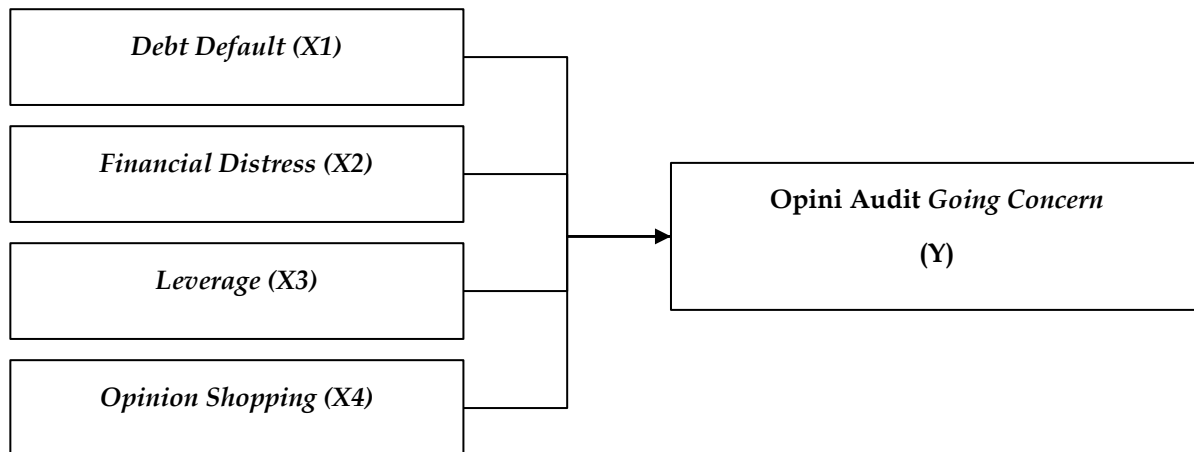 Debt Default (X1)
Financial Distress (X2)
Leverage (X3)
Opinion Shopping (X4)
Opini Audit Going Concern
(Y)